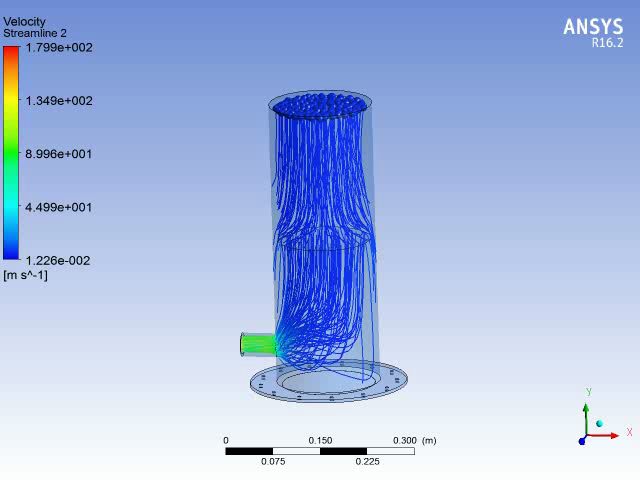 Velocity
Streamline 2
1.799e+002
1.349e+002
8.996e+001
4.499e+001
1.226e-002
[m s^-1]
ANSYS
R16.2
0 0.150 0.300 (m)
0.075 0.225
Y
X